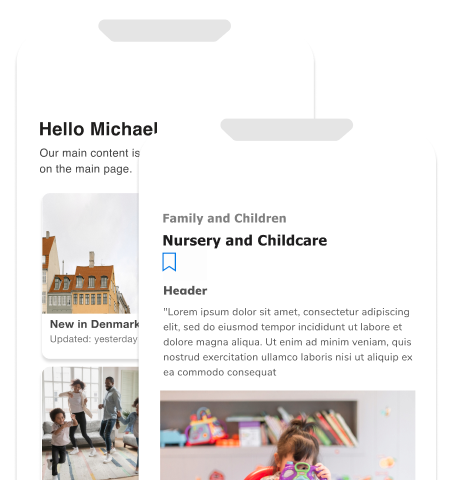 Hello Michael
Our main content is
on the main page.
New in Denmark
Updated: yesterday
Family and Children
Nursery and Childcare
Header
"Lorem ipsum dolor sit amet, consectetur adipiscing
elit, sed do eiusmod tempor incididunt ut labore et
dolore magna aliqua. Ut enim ad minim veniam, quis
nostrud exercitation ullamco laboris nisi ut aliquip ex
ea commodo consequat